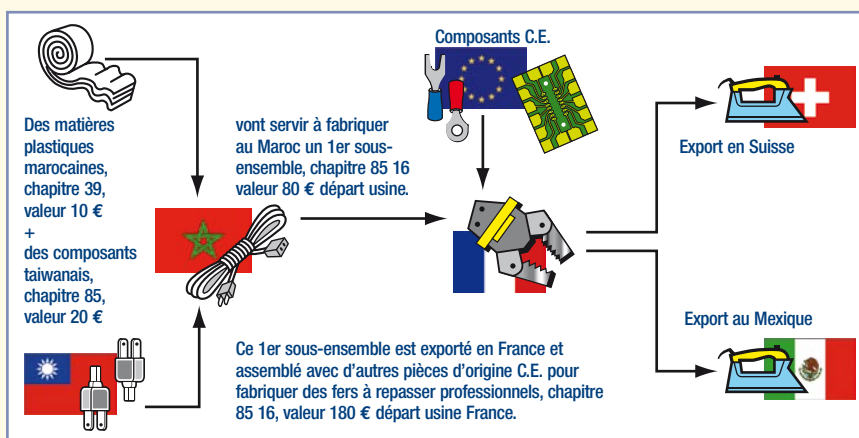 Composants C.E.
Des matières
plastiques
marocaines,
chapitre 39,
valeur 10 €
+
des composants
taiwanais,
chapitre 85,
valeur 20 €
vont servir à fabriquer
au Maroc un 1er sous-
ensemble, chapitre 85 16
valeur 80 € départ usine.
Export en Suisse
Export au Mexique
Ce 1er sous-ensemble est exporté en France et
assemblé avec d'autres pièces d'origine C.E. pour
fabriquer des fers à repasser professionnels, chapitre
85 16, valeur 180 € départ usine France.